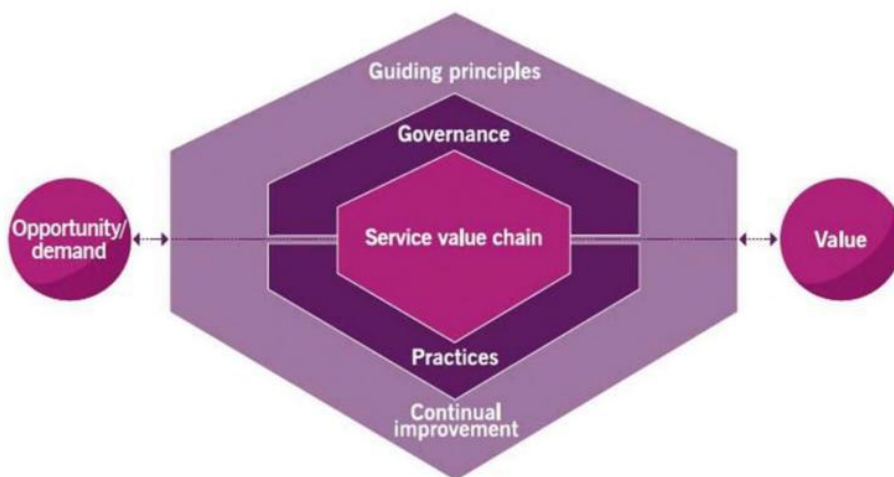 Guiding principles
Governance
Opportunity/
demand
Service value chain
Value
Practices
Continual
improvement